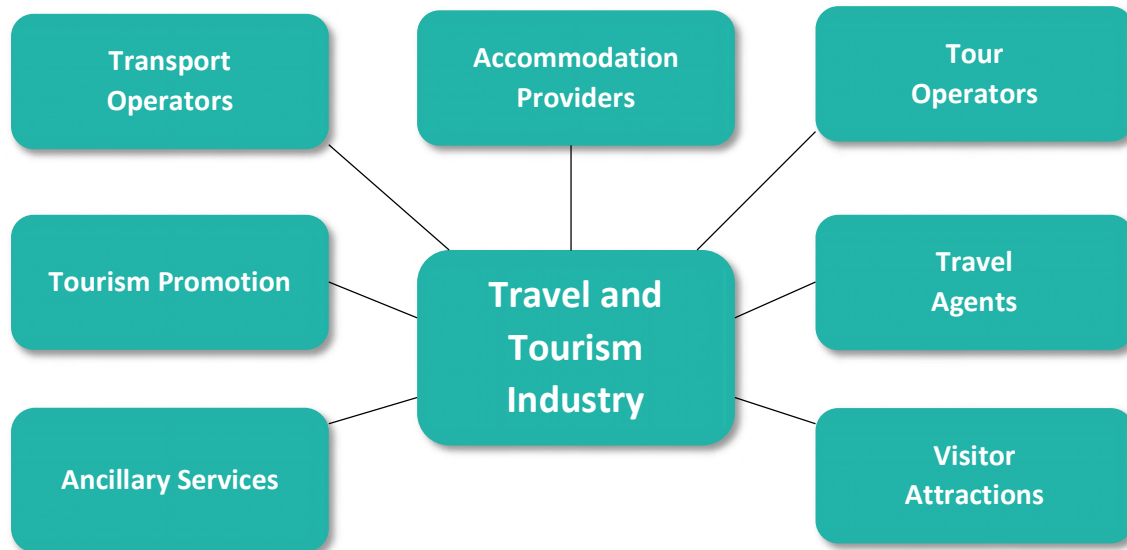 Transport
Operators
Accommodation
Providers
Tour
Operators
Tourism Promotion
Travel and
Tourism
Industry
Travel
Agents
Ancillary Services
Visitor
Attractions